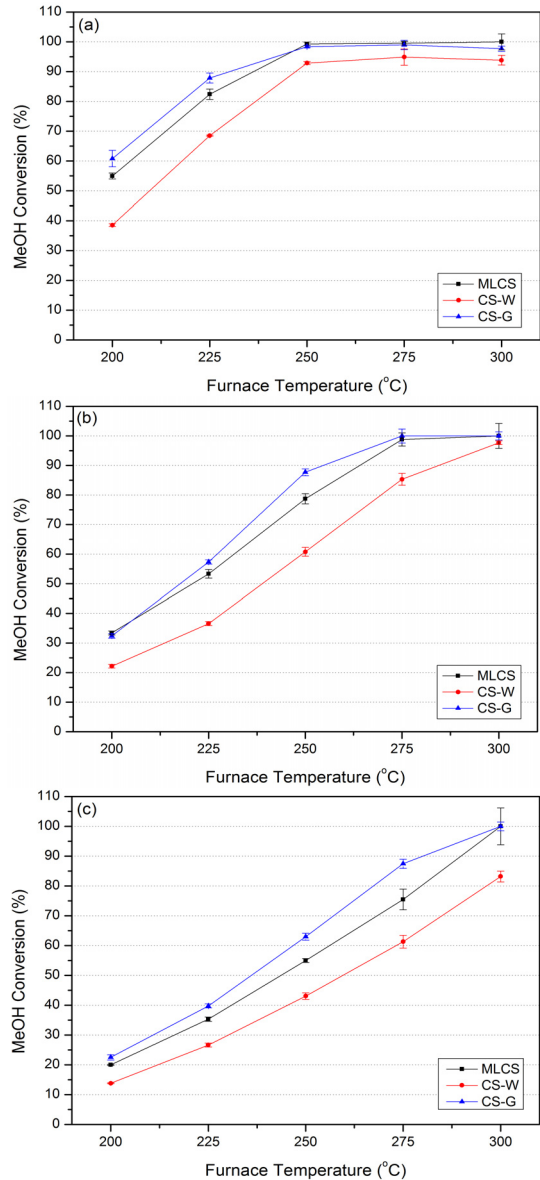 (a)
MeOH Conversion (%)
110
100
90
80
70
60
50
40
30
20
10
0
MLCS
CS-W
CS-G
200 225 250 275 300
Furnace Temperature (°C)
(b)
MeOH Conversion (%)
110
100
90
80
70
60
50
40
30
20
10
0
MLCS
CS-W
CS-G
200 225 250 275 300
Furnace Temperature (°C)
(c)
MeOH Conversion (%)
110
100
90
80
70
60
50
40
30
20
10
0
MLCS
CS-W
CS-G
200 225 250 275 300
Furnace Temperature (°C)